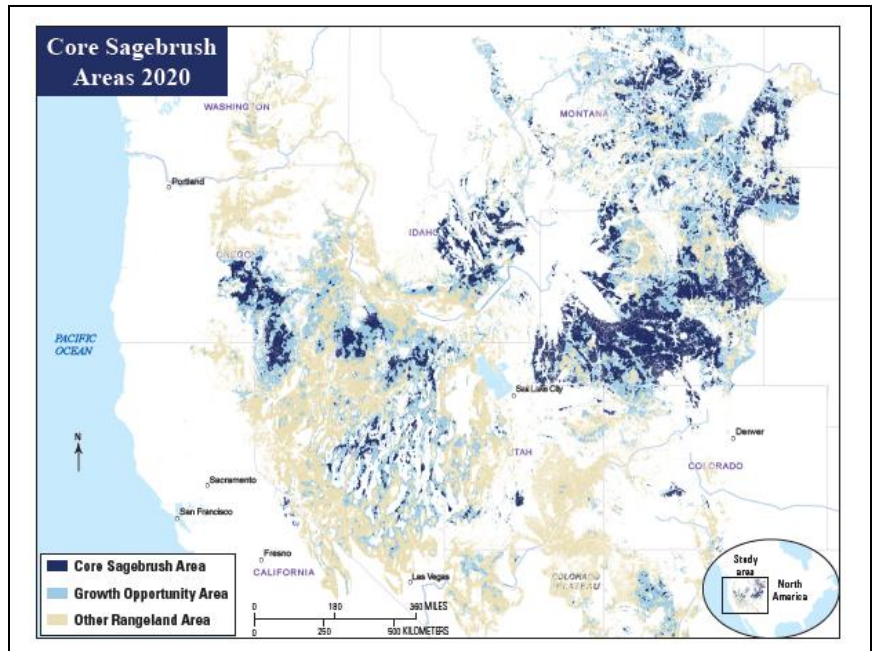 Core Sagebrush
Areas 2020
WASHINGTON
MONTANA
Portland
IDAHO
OREGON
PACIFIC
OCEAN
Salt Lake City
N
Denver
UTAH
COLORADO
Sacramento
San Francisco
Core Sagebrush Area
Growth Opportunity Area
Other Rangeland Area
Fresno
CALIFORNIA
Las Vegas
COLORADO
PLATEAU
Study
area
North
America
0 180 360 MILES
0 250 500 KILOMETERS